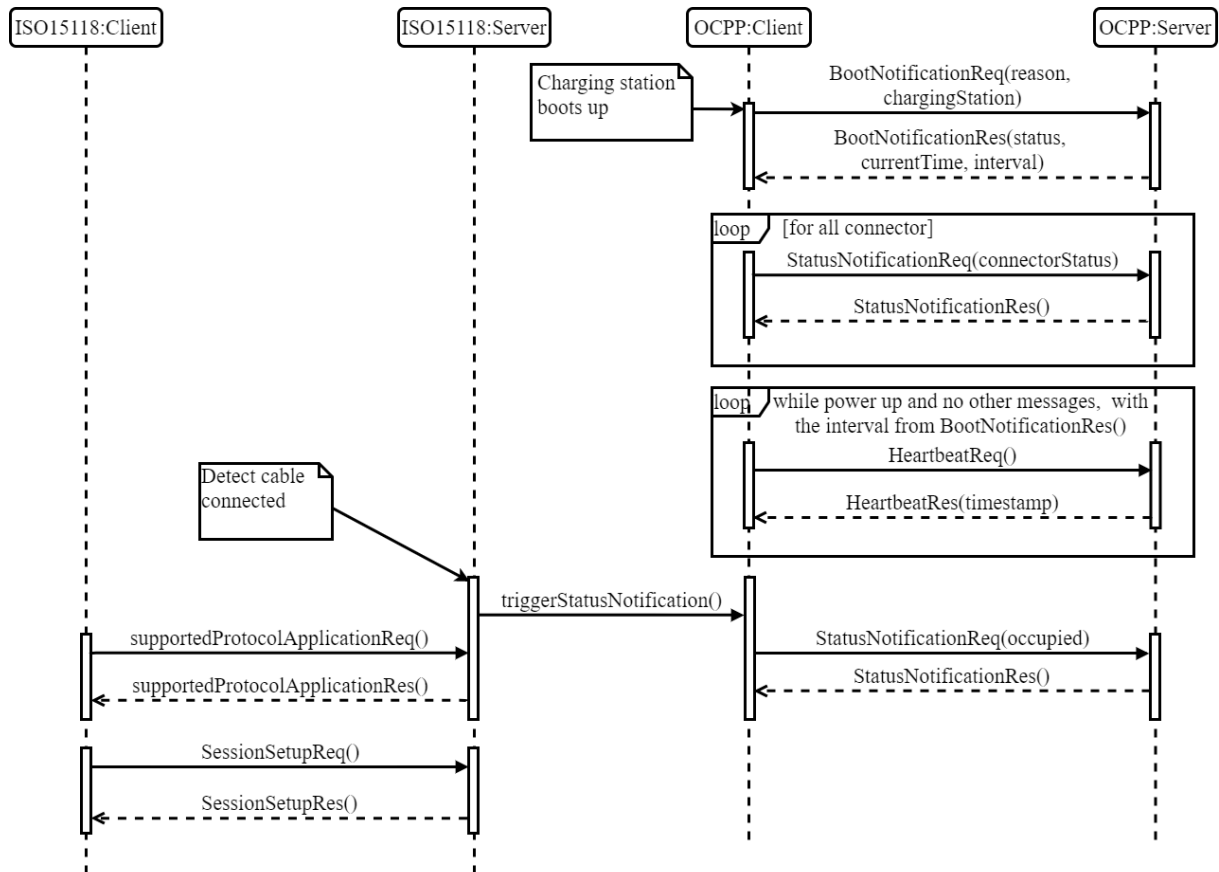 ISO15118:Client
ISO15118:Server
OCPP:Client
OCPP:Server
Charging station
boots up
BootNotificationReq(reason,
chargingStation)
BootNotificationRes(status,
currentTime, interval)
loop
[for all connector]
StatusNotificationReq(connectorStatus)
StatusNotificationRes()
loop
while power up and no other messages, with
the interval from BootNotificationRes()
HeartbeatReq()
HeartbeatRes(timestamp)
Detect cable
connected
triggerStatusNotification()
supportedProtocolApplicationReq()
StatusNotificationReq(occupied)
supportedProtocolApplicationRes()
StatusNotificationRes()
SessionSetupReq()
SessionSetupRes()